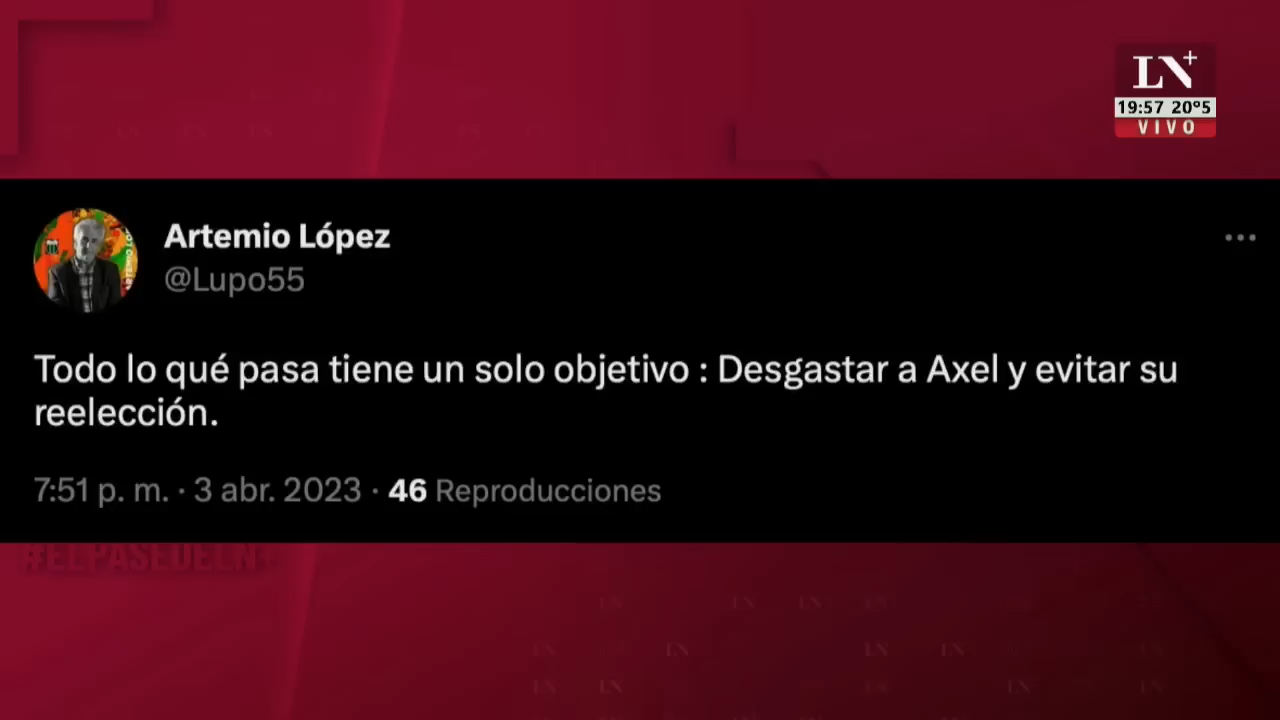 LN+
19:57 20°5
VIVO
Artemio López
@Lupo55
Todo lo qué pasa tiene un solo objetivo : Desgastar a Axel y evitar su
reelección.
7:51 p. m. · 3 abr. 2023 · 46 Reproducciones
#ELPASEDELN+